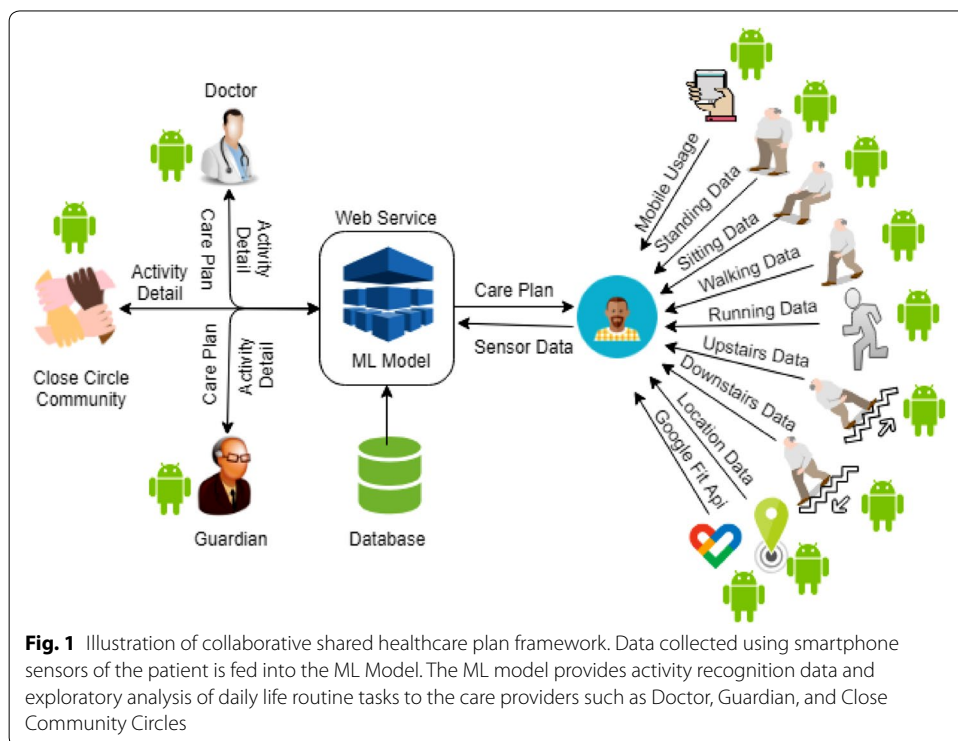 Doctor
Care Plan
Activity
Detail
Web Service
ML Model
Activity
Detail
Close Circle
Community
Care Plan
Activity
Detail
Guardian
Database
Care Plan
Sensor Data
Mobile Usage
Standing Data
Sitting Data
Walking Data
Running Data
Upstairs Data
Downstairs Data
Location Data
Google Fit Api
Fig. 1 Illustration of collaborative shared healthcare plan framework. Data collected using smartphone
sensors of the patient is fed into the ML Model. The ML model provides activity recognition data and
exploratory analysis of daily life routine tasks to the care providers such as Doctor, Guardian, and Close
Community Circles